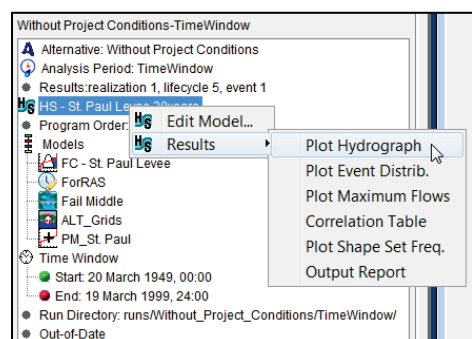 Without Project Conditions-TimeWindow
Alternative: Without Project Conditions
Analysis Period: TimeWindow
Results:realization 1, lifecycle 5, event 1
HS - St. Paul Levee 20years
Program Order:
Edit Model...
Models
Results
Plot Hydrograph
FC - St. Paul Levee
Plot Event Distrib.
ForRAS
Plot Maximum Flows
Fail Middle
Correlation Table
ALT_Grids
Plot Shape Set Freq.
PM_St. Paul
Output Report
Time Window
Start: 20 March 1949, 00:00
End: 19 March 1999, 24:00
Run Directory: runs/Without_Project_Conditions/TimeWindow/
Out-of-Date